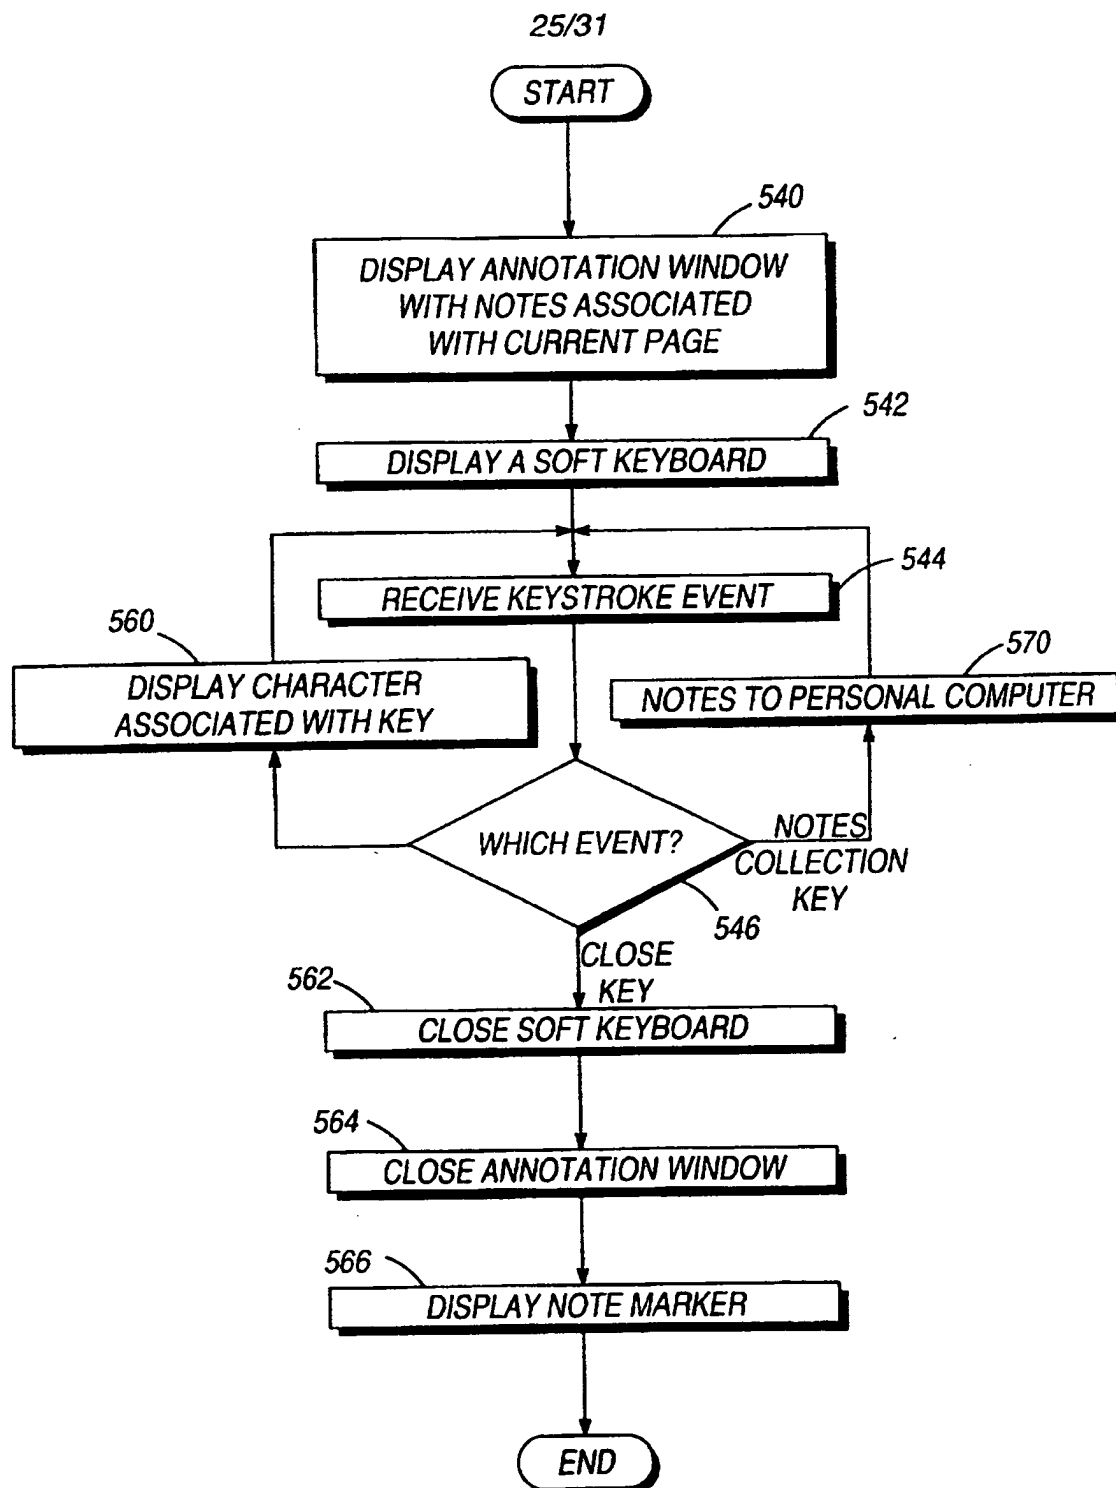 25/31
START
540
DISPLAY ANNOTATION WINDOW
WITH NOTES ASSOCIATED
WITH CURRENT PAGE
542
DISPLAY A SOFT KEYBOARD
544
RECEIVE KEYSTROKE EVENT
560
DISPLAY CHARACTER
ASSOCIATED WITH KEY
570
NOTES TO PERSONAL COMPUTER
WHICH EVENT?
NOTES
COLLECTION
KEY
546
CLOSE
KEY
562
CLOSE SOFT KEYBOARD
564
CLOSE ANNOTATION WINDOW
566
DISPLAY NOTE MARKER
END